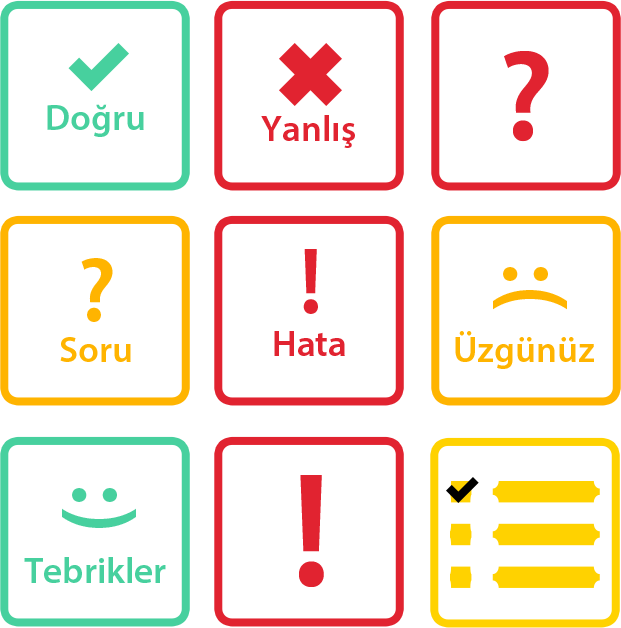 Doğru
Yanlış
?
?
Soru
!
Hata
Üzgünüz
Tebrikler
!